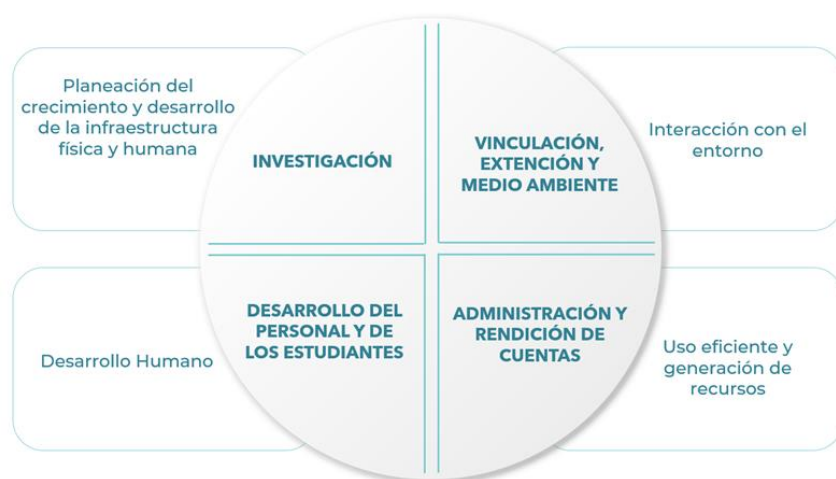 Planeación del
crecimiento y desarrollo
de la infraestructura
física y humana
INVESTIGACIÓN
VINCULACIÓN,
EXTENCIÓN Y
MEDIO AMBIENTE
Interacción con el
entorno
Desarrollo Humano
DESARROLLO DEL
PERSONAL Y DE
LOS ESTUDIANTES
ADMINISTRACIÓN Y
RENDICIÓN DE
CUENTAS
Uso eficiente y
generación de
recursos